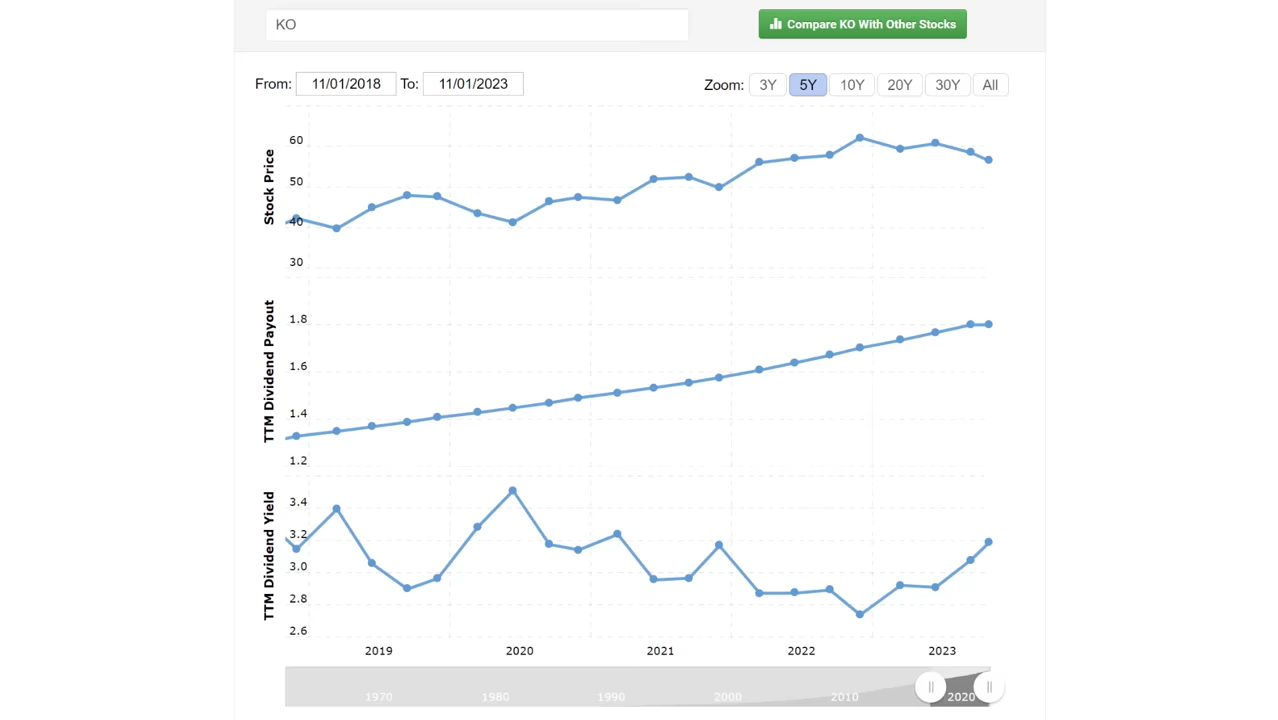 KO
Compare KO With Other Stocks
From: 11/01/2018 To: 11/01/2023
Zoom: 3Y 5Y 10Y 20Y 30Y All
Stock Price
60
50
40
30
TTM Dividend Payout
1.8
1.6
1.4
1.2
TTM Dividend Yield
3.4
3.2
3.0
2.8
2.6
2019 2020 2021 2022 2023
1970 1980 1990 2000 2010 2020